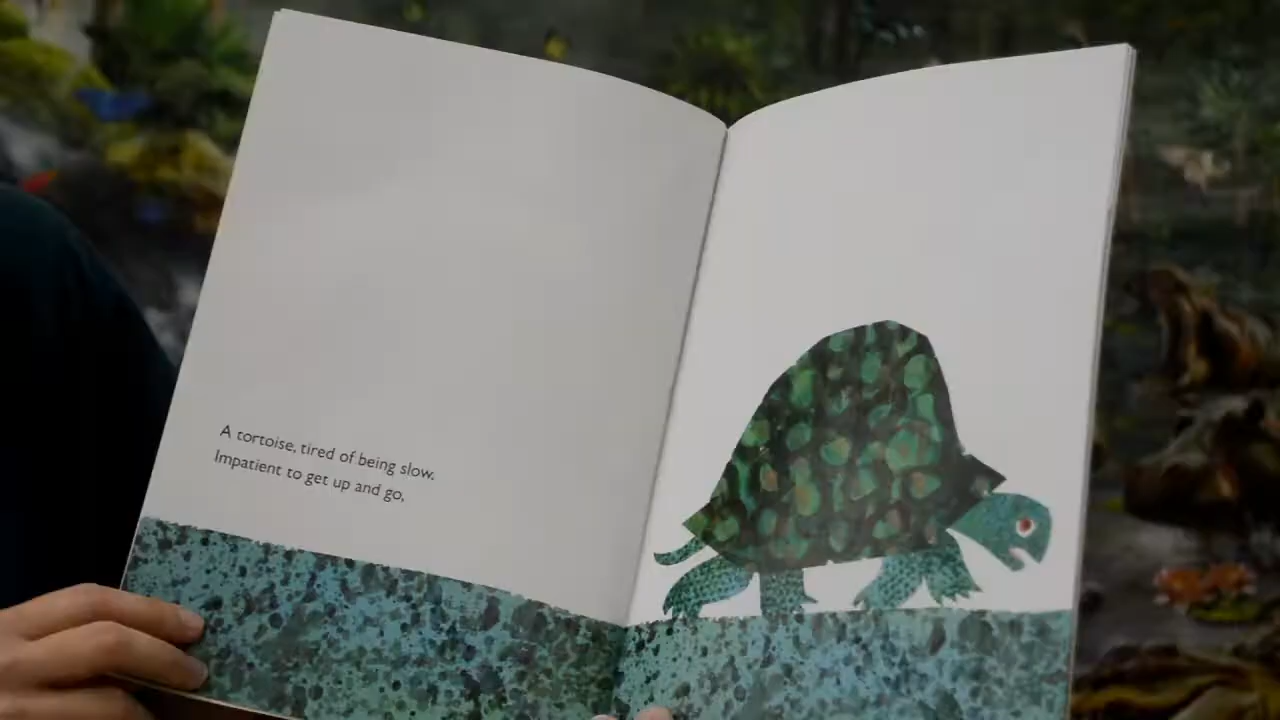 A tortoise, tired of being slow.
Impatient to get up and go,